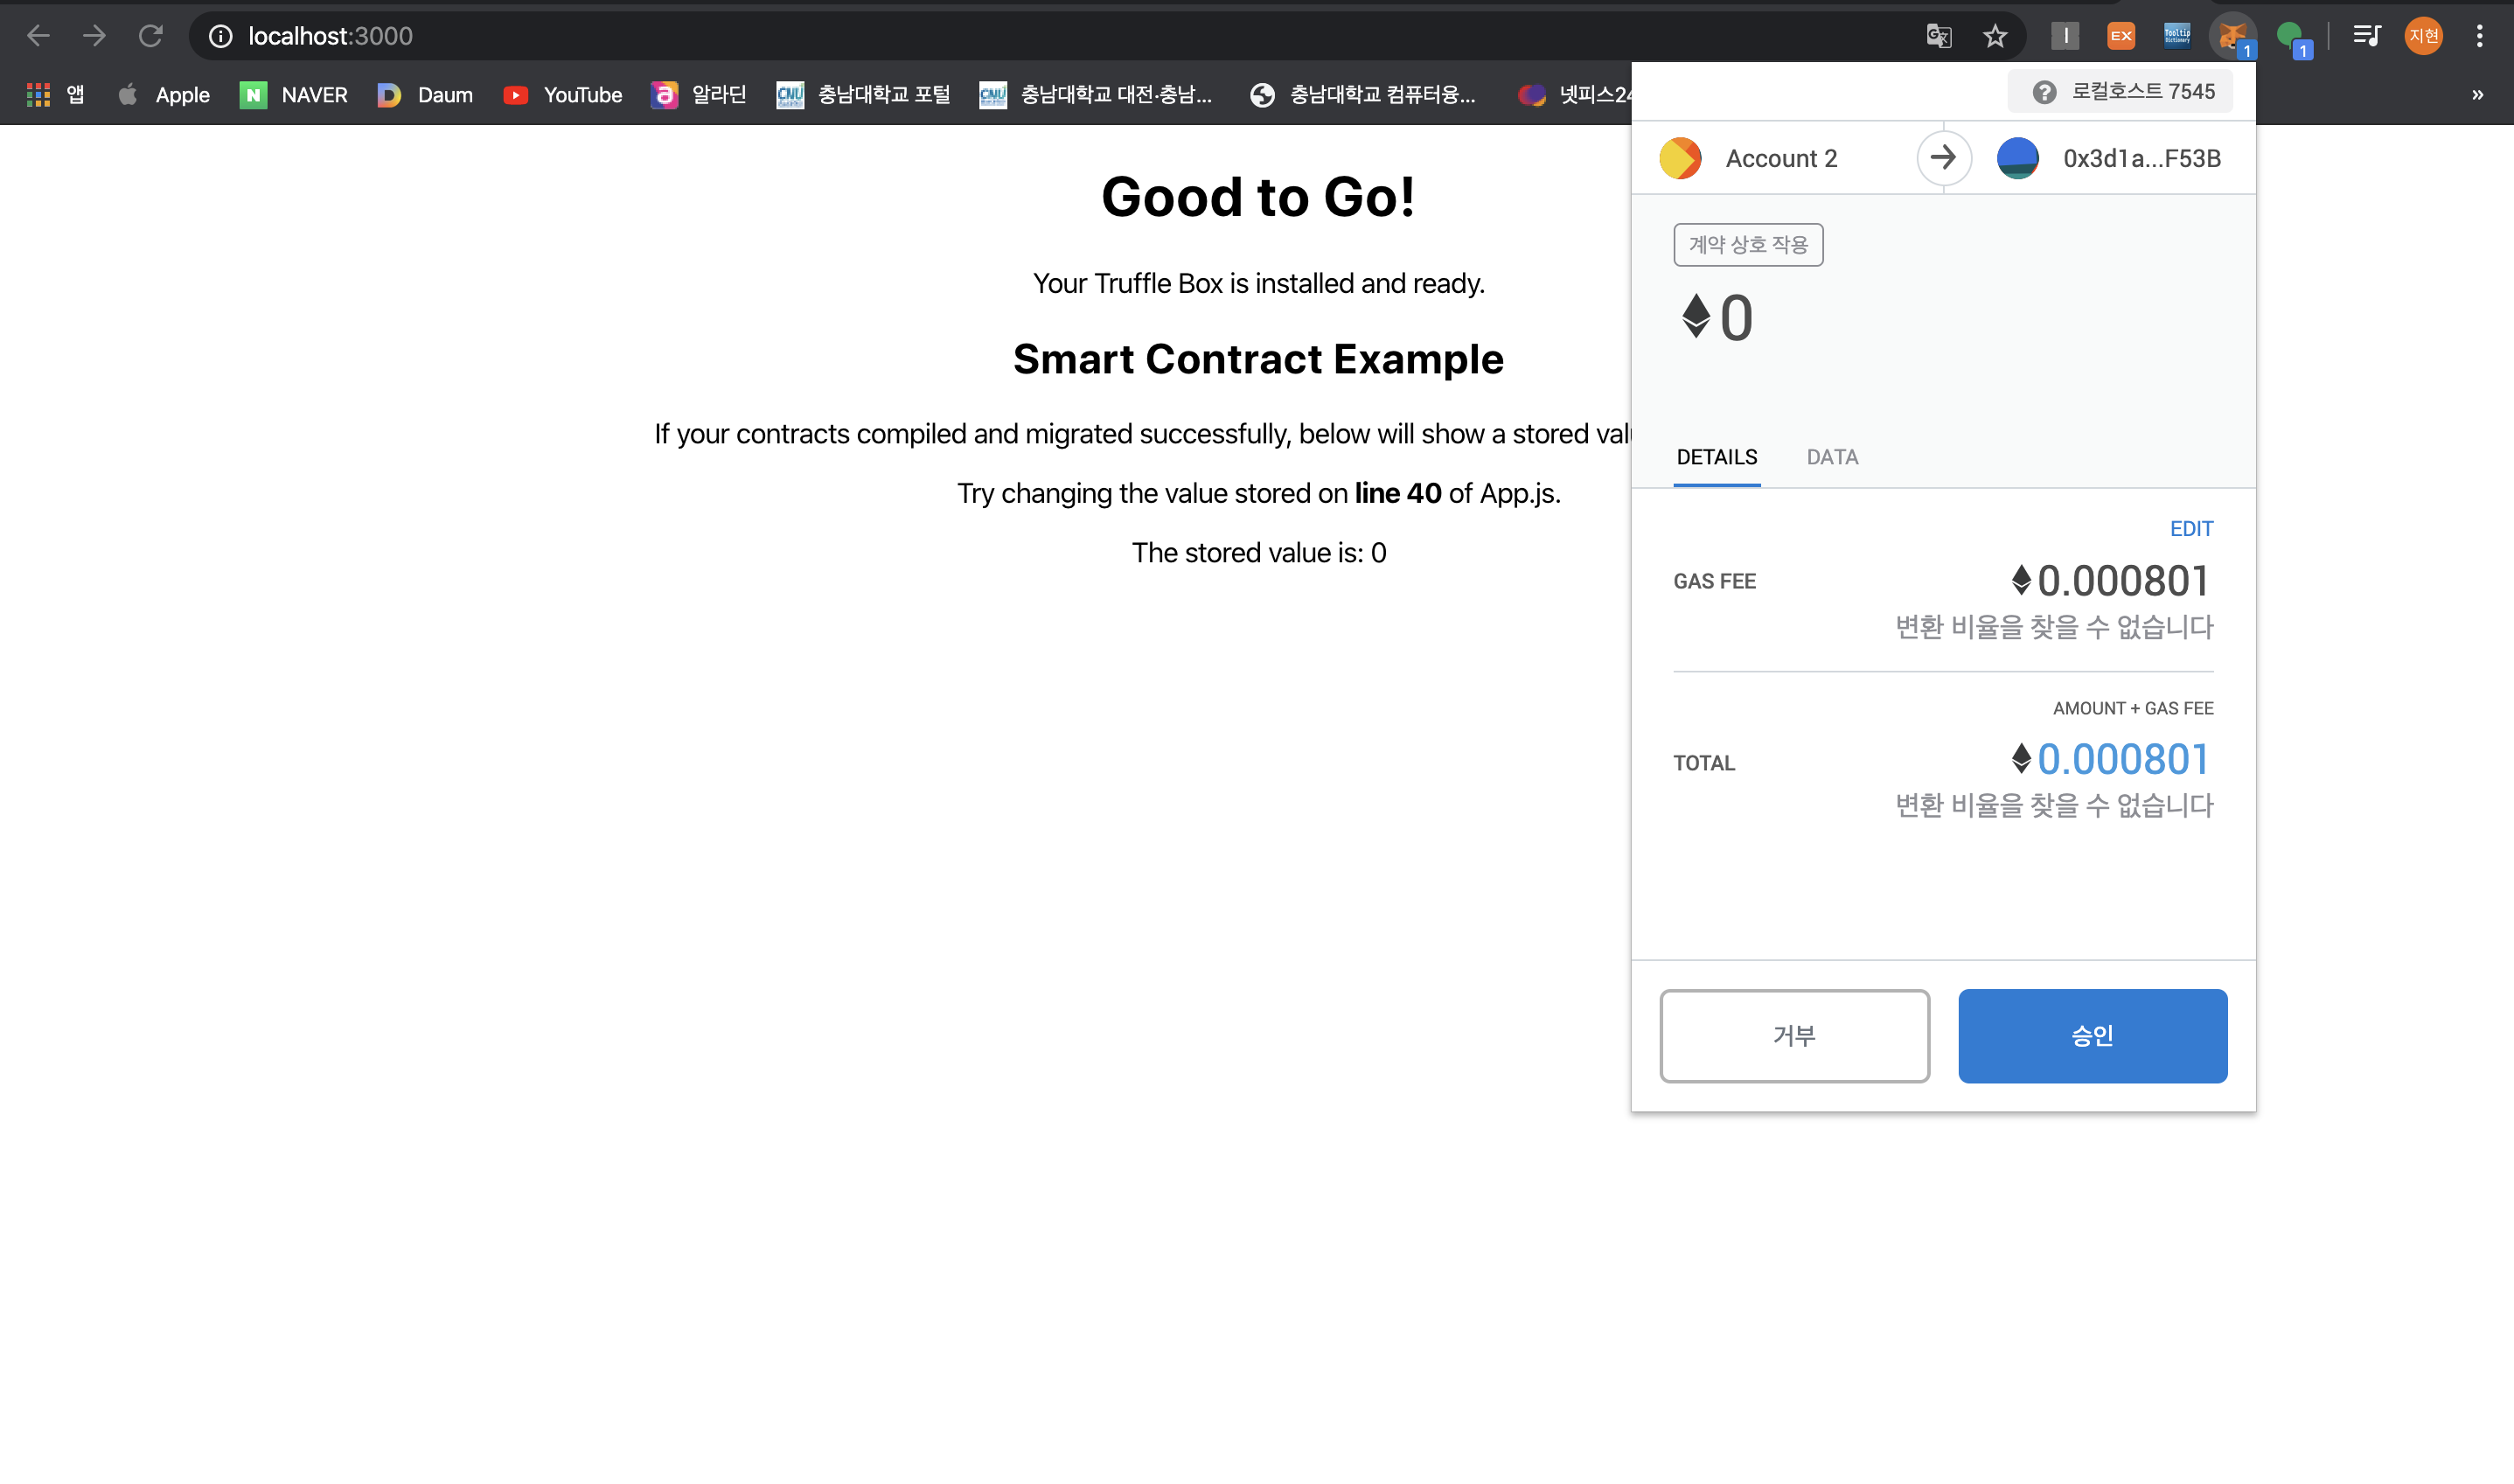 localhost:3000
EX
Tooltip
Dictionary
1
1
지현
앱
Apple
N
NAVER
Daum
YouTube
a
알라딘
CNU
충남대학교 포털
CNU
충남대학교 대전·충남...
충남대학교 컴퓨터융...
넷피스24
»
로컬호스트 7545
Account 2
0x3d1a...F53B
계약 상호 작용
0
DETAILS
DATA
EDIT
GAS FEE
0.000801
변환 비율을 찾을 수 없습니다
AMOUNT + GAS FEE
TOTAL
0.000801
변환 비율을 찾을 수 없습니다
거부
승인
Good to Go!
Your Truffle Box is installed and ready.
Smart Contract Example
If your contracts compiled and migrated successfully, below will show a stored val
Try changing the value stored on line 40 of App.js.
The stored value is: 0